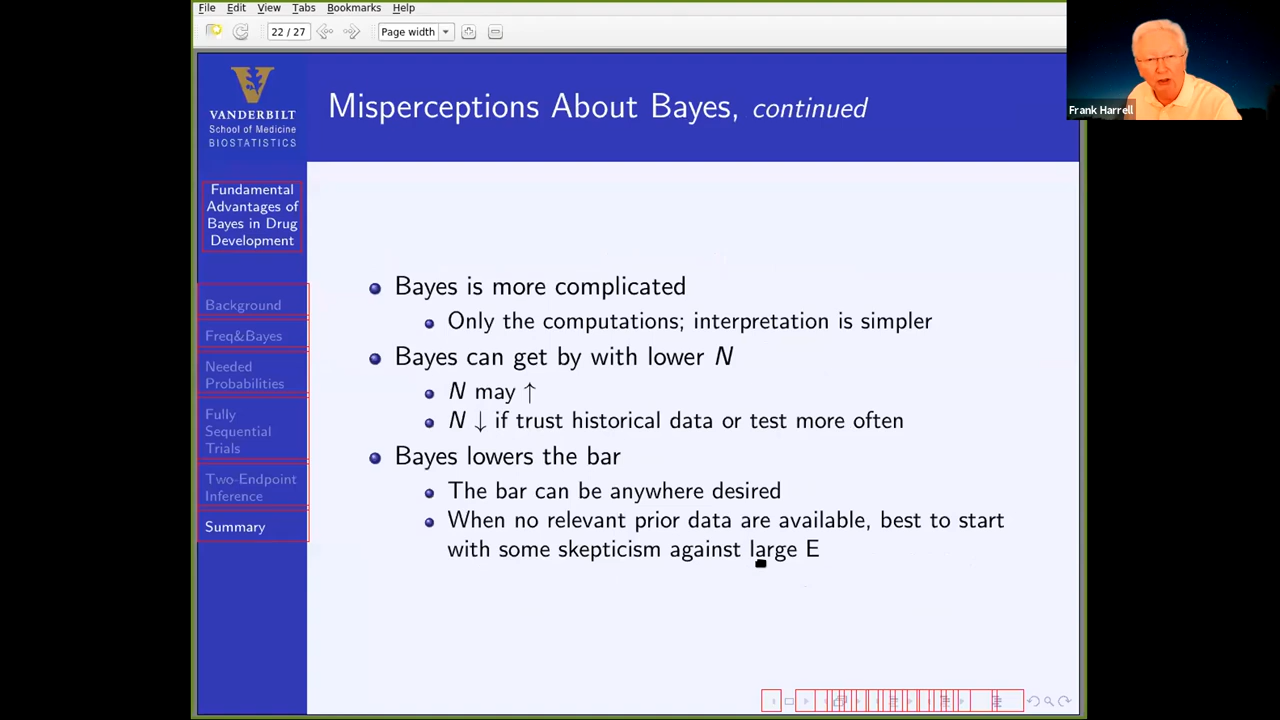 File Edit View Tabs Bookmarks Help
22 / 27 Page width
Frank Harrell
VANDERBILT
School of Medicine
BIOSTATISTICS
Misperceptions About Bayes, continued
Fundamental
Advantages of
Bayes in Drug
Development
Background
Freq&Bayes
Needed
Probabilities
Fully
Sequential
Trials
Two-Endpoint
Inference
Summary
Bayes is more complicated
Only the computations; interpretation is simpler
Bayes can get by with lower N
N may ↑
N ↓ if trust historical data or test more often
Bayes lowers the bar
The bar can be anywhere desired
When no relevant prior data are available, best to start
with some skepticism against large E